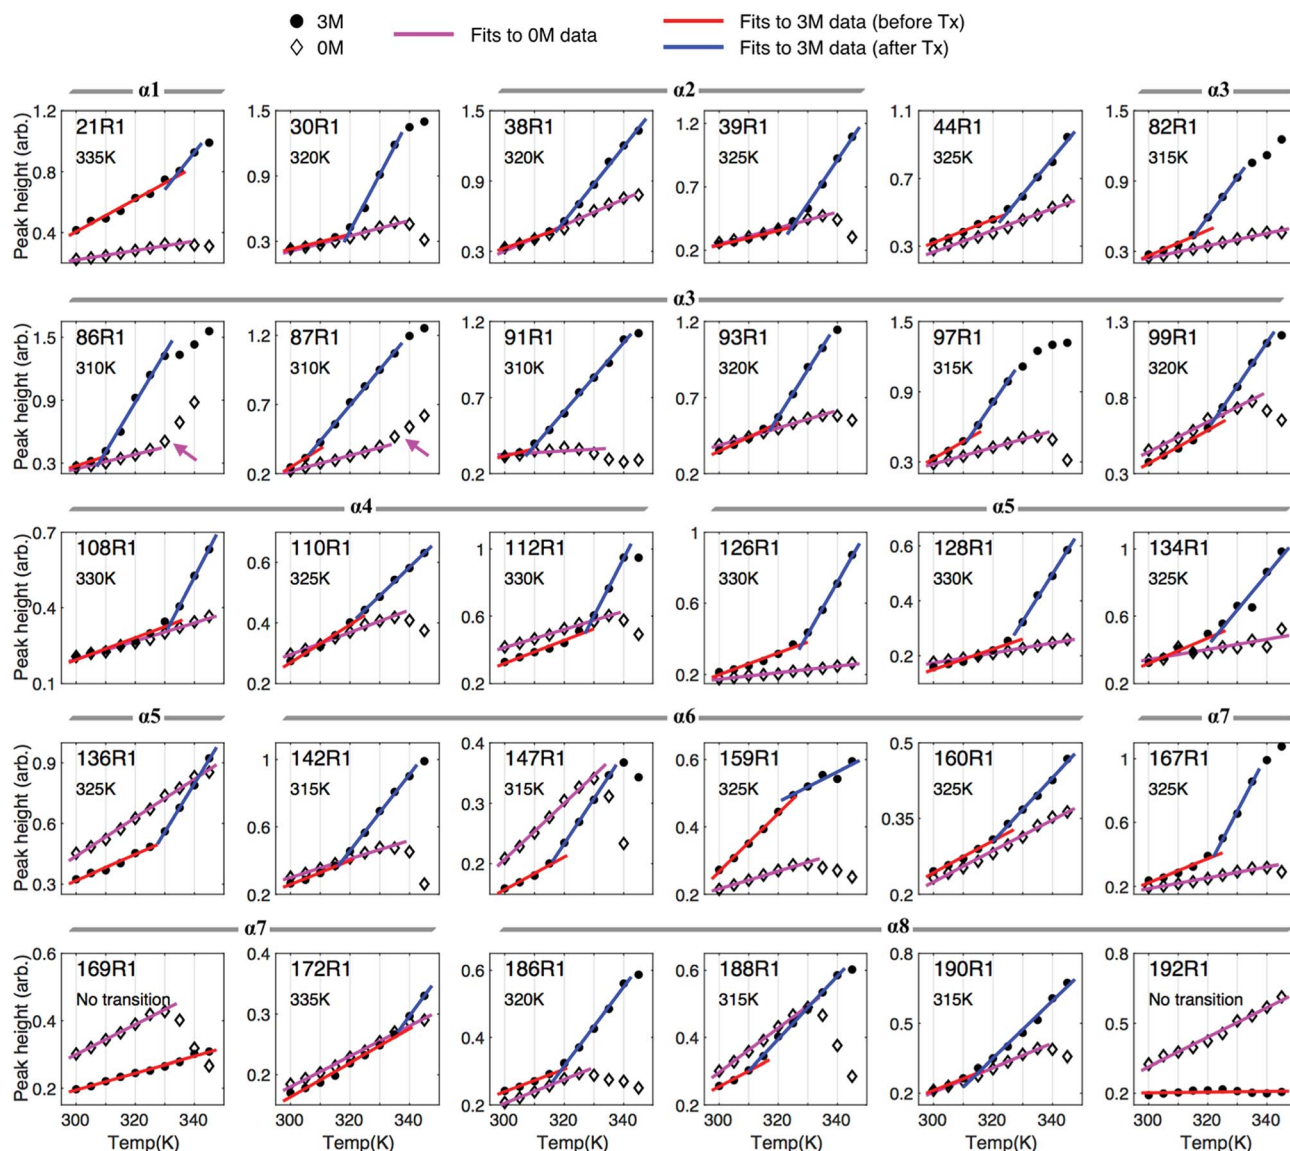 3M
0M
Fits to 0M data
Fits to 3M data (before Tx)
Fits to 3M data (after Tx)
α1
α2
α3
Peak height (arb.)
1.2
0.8
0.4
21R1
335K
1.5
0.9
0.3
30R1
320K
1.5
0.9
0.3
38R1
320K
1.2
0.7
0.2
39R1
325K
1.1
0.7
0.3
44R1
325K
1.5
0.9
0.3
82R1
315K
α3
Peak height (arb.)
1.5
0.9
0.3
86R1
310K
1.2
0.7
0.2
87R1
310K
1.2
0.7
0.2
91R1
310K
1.2
0.7
0.2
93R1
320K
1.5
0.9
0.3
97R1
315K
1.3
0.8
0.3
99R1
320K
α4
α5
Peak height (arb.)
0.7
0.4
0.1
108R1
330K
0.6
0.4
0.2
110R1
325K
1
0.6
0.2
112R1
330K
1
0.6
0.2
126R1
330K
0.6
0.4
0.2
128R1
330K
1
0.6
0.2
134R1
325K
α5
α6
α7
Peak height (arb.)
0.9
0.6
0.3
136R1
325K
1
0.6
0.2
142R1
315K
0.4
0.3
0.2
147R1
315K
0.6
0.4
0.2
159R1
325K
0.5
0.35
0.2
160R1
325K
1
0.6
0.2
167R1
325K
α7
α8
Peak height (arb.)
0.6
0.4
0.2
169R1
No transition
300 320 340
Temp(K)
0.4
0.3
0.2
172R1
335K
300 320 340
Temp(K)
0.6
0.4
0.2
186R1
320K
300 320 340
Temp(K)
0.6
0.4
0.2
188R1
315K
300 320 340
Temp(K)
0.8
0.5
0.2
190R1
315K
300 320 340
Temp(K)
0.8
0.5
0.2
192R1
No transition
300 320 340
Temp(K)